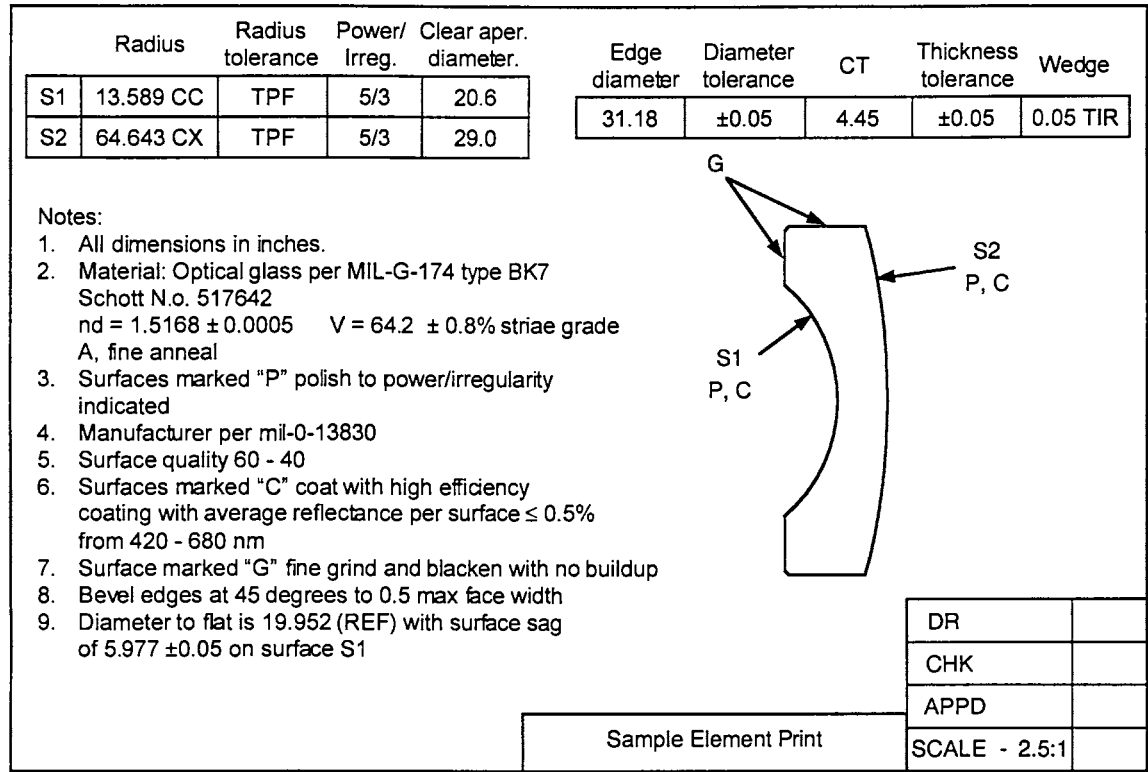 Radius Radius tolerance Power/ Irreg. Clear aper. diameter.
S1 13.589 CC TPF 5/3 20.6
S2 64.643 CX TPF 5/3 29.0
Edge diameter Diameter tolerance CT Thickness tolerance Wedge
31.18 ±0.05 4.45 ±0.05 0.05 TIR
Notes:
1. All dimensions in inches.
2. Material: Optical glass per MIL-G-174 type BK7
Schott N.o. 517642
nd = 1.5168 ± 0.0005 V = 64.2 ± 0.8% striae grade
A, fine anneal
3. Surfaces marked "P" polish to power/irregularity
indicated
4. Manufacturer per mil-0-13830
5. Surface quality 60 - 40
6. Surfaces marked "C" coat with high efficiency
coating with average reflectance per surface ≤ 0.5%
from 420 - 680 nm
7. Surface marked "G" fine grind and blacken with no buildup
8. Bevel edges at 45 degrees to 0.5 max face width
9. Diameter to flat is 19.952 (REF) with surface sag
of 5.977 ±0.05 on surface S1
G
S2
P, C
S1
P, C
DR
CHK
APPD
Sample Element Print
SCALE - 2.5:1